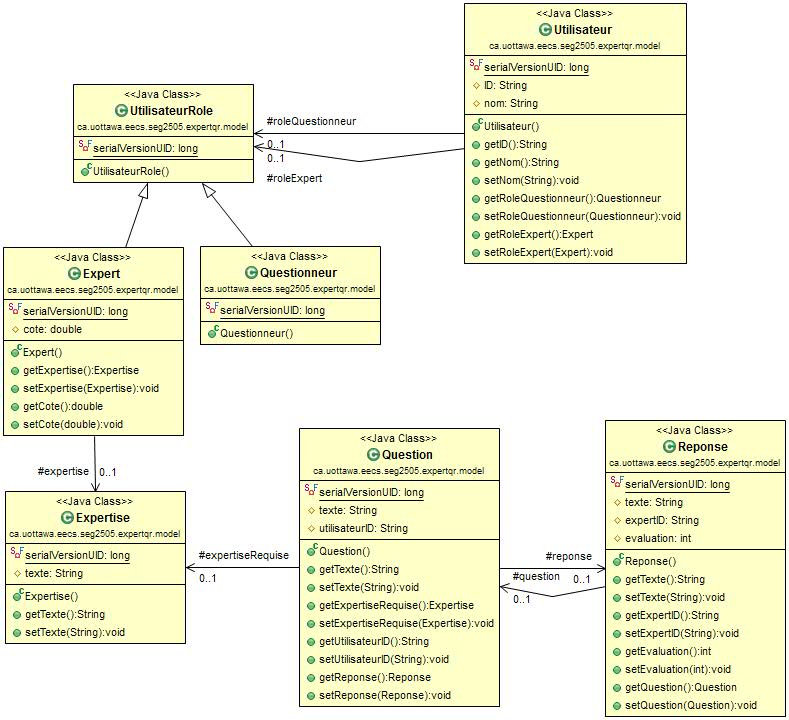 <<Java Class>>
Utilisateur
ca.uottawa.eecs.seg2505.expertqr.model
serialVersionUID: long
ID: String
nom: String
Utilisateur()
getID():String
getNom():String
setNom(String):void
getRoleQuestionneur():Questionneur
setRoleQuestionneur(Questionneur):void
getRoleExpert():Expert
setRoleExpert(Expert):void
<<Java Class>>
UtilisateurRole
ca.uottawa.eecs.seg2505.expertqr.model
serialVersionUID: long
UtilisateurRole()
#roleQuestionneur
0..1
0..1
#roleExpert
<<Java Class>>
Expert
ca.uottawa.eecs.seg2505.expertqr.model
serialVersionUID: long
cote: double
Expert()
getExpertise():Expertise
setExpertise(Expertise):void
getCote():double
setCote(double):void
<<Java Class>>
Questionneur
ca.uottawa.eecs.seg2505.expertqr.model
serialVersionUID: long
Questionneur()
#expertise 0..1
<<Java Class>>
Expertise
ca.uottawa.eecs.seg2505.expertqr.model
serialVersionUID: long
texte: String
Expertise()
getTexte():String
setTexte(String):void
#expertiseRequise
0..1
<<Java Class>>
Question
ca.uottawa.eecs.seg2505.expertqr.model
serialVersionUID: long
texte: String
utilisateurID: String
Question()
getTexte():String
setTexte(String):void
getExpertiseRequise():Expertise
setExpertiseRequise(Expertise):void
getUtilisateurID():String
setUtilisateurID(String):void
getReponse():Reponse
setReponse(Reponse):void
#reponse
0..1
#question
0..1
<<Java Class>>
Reponse
ca.uottawa.eecs.seg2505.expertqr.model
serialVersionUID: long
texte: String
expertID: String
evaluation: int
Reponse()
getTexte():String
setTexte(String):void
getExpertID():String
setExpertID(String):void
getEvaluation():int
setEvaluation(int):void
getQuestion():Question
setQuestion(Question):void